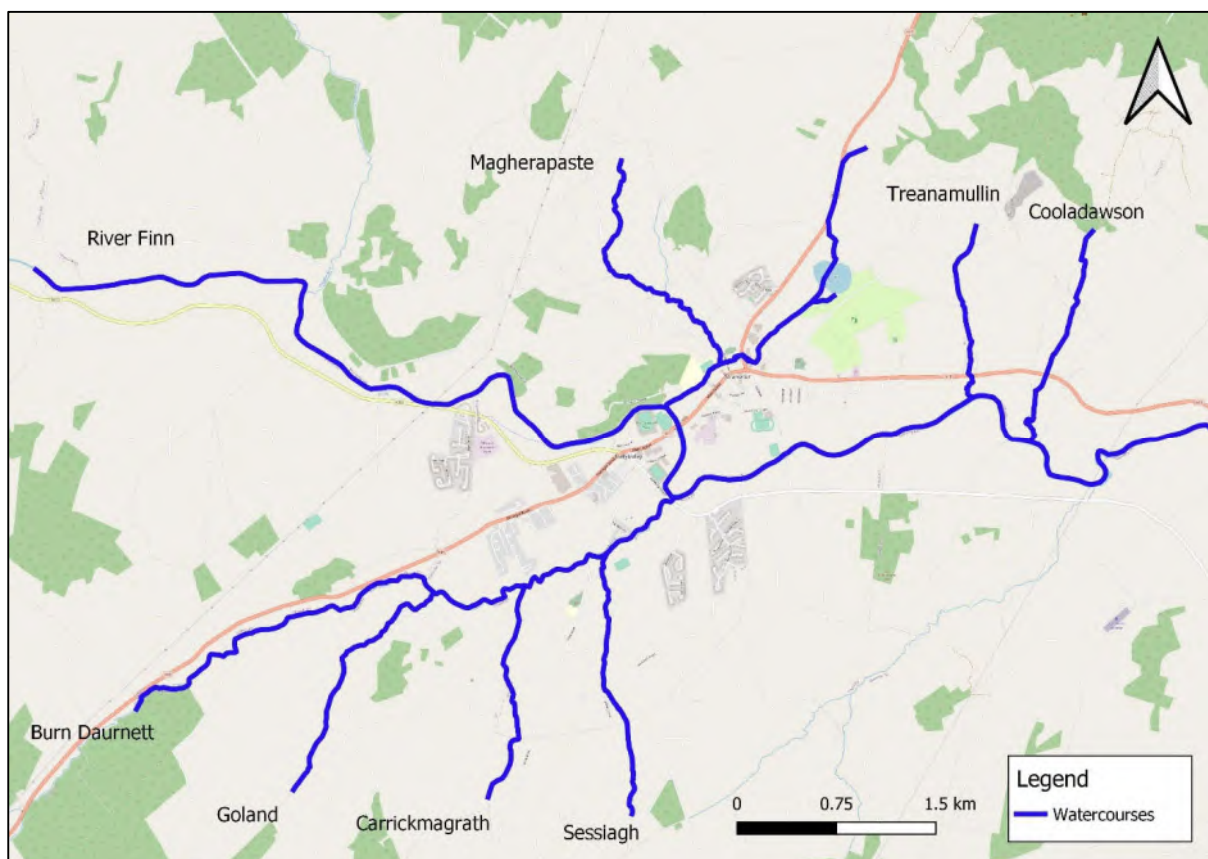 Magherapaste
Treanamullin
Cooladawson
River Finn
Burn Daurnett
Goland
Carrickmagrath
Sessiagh
0 0.75 1.5 km
Legend
Watercourses